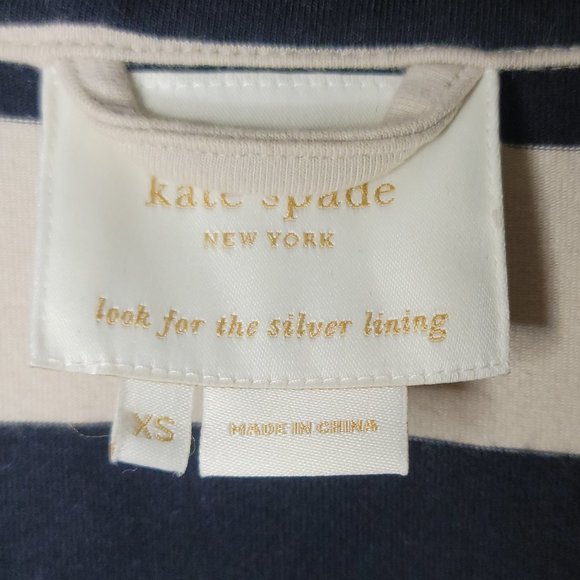 kate spade
NEW YORK
look for the silver lining
XS
MADE IN CHINA